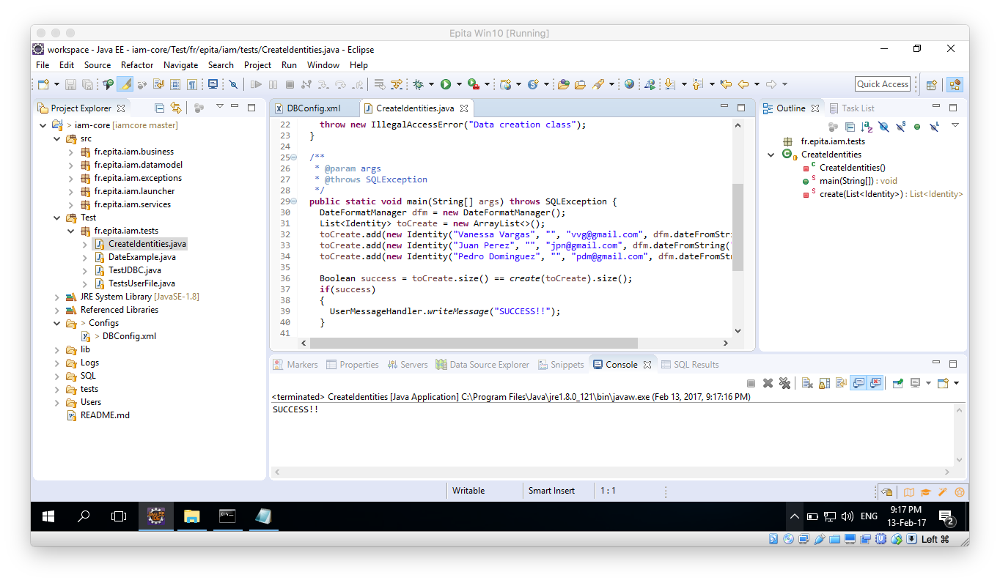 Epita Win10 [Running]
workspace - Java EE - iam-core/Test/fr/epita/iam/tests/CreateIdentities.java - Eclipse
File Edit Source Refactor Navigate Search Project Run Window Help
Quick Access
Project Explorer
> iam-core [iamcore master]
src
fr.epita.iam.business
fr.epita.iam.datamodel
fr.epita.iam.exceptions
fr.epita.iam.launcher
fr.epita.iam.services
Test
fr.epita.iam.tests
CreateIdentities.java
DateExample.java
TestJDBC.java
TestsUserFile.java
JRE System Library [JavaSE-1.8]
Referenced Libraries
> Configs
> DBConfig.xml
lib
Logs
SQL
tests
Users
README.md
DBConfig.xml CreateIdentities.java
22 throw new IllegalAccessError("Data creation class");
23 }
24
25 /**
26 * @param args
27 * @throws SQLException
28 */
29 public static void main(String[] args) throws SQLException {
30 DateFormatManager dfm = new DateFormatManager();
31 List<Identity> toCreate = new ArrayList<>();
32 toCreate.add(new Identity("Vanessa Vargas", "", "vvg@gmail.com", dfm.dateFromStri
33 toCreate.add(new Identity("Juan Perez", "", "jpn@gmail.com", dfm.dateFromString(
34 toCreate.add(new Identity("Pedro Dominguez", "", "pdm@gmail.com", dfm.dateFromStr
35
36 Boolean success = toCreate.size() == create(toCreate).size();
37 if(success)
38 {
39 UserMessageHandler.writeMessage("SUCCESS!!");
40 }
41
Outline Task List
fr.epita.iam.tests
CreateIdentities
CreateIdentities()
main(String[]) : void
create(List<Identity>) : List<Identity>
Markers Properties Servers Data Source Explorer Snippets Console SQL Results
<terminated> CreateIdentities [Java Application] C:\Program Files\Java\jre1.8.0_121\bin\javaw.exe (Feb 13, 2017, 9:17:16 PM)
SUCCESS!!
Writable Smart Insert 1 : 1
ENG
9:17 PM
13-Feb-17
2
Left ⌘